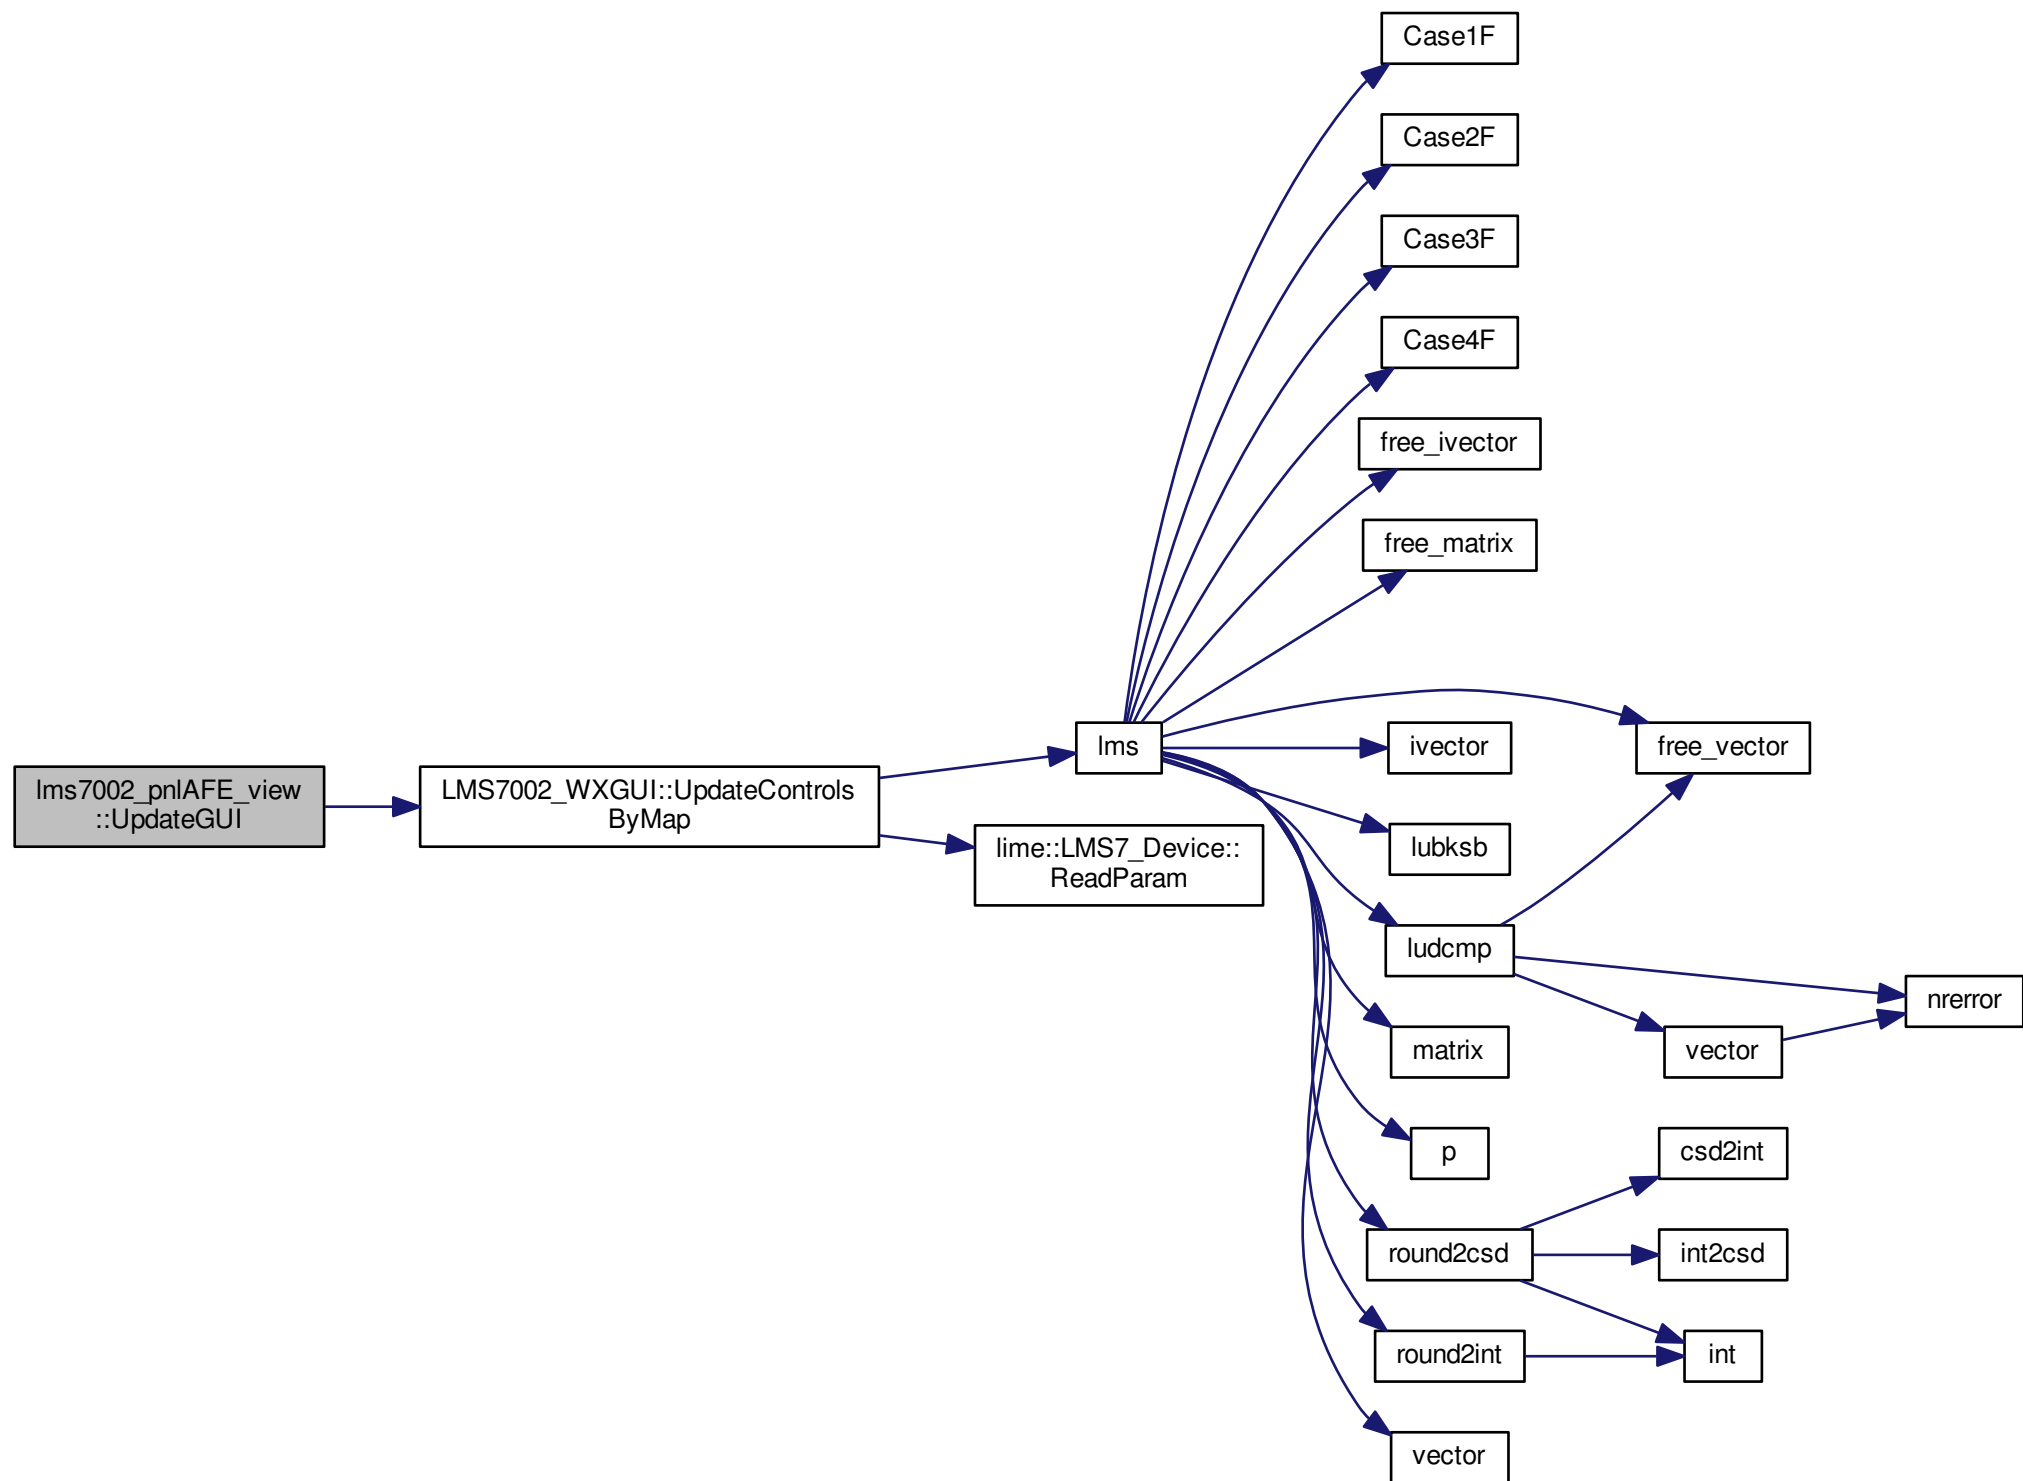 lms7002_pnlAFE_view
::UpdateGUI
LMS7002_WXGUI::UpdateControls
ByMap
lms
lime::LMS7_Device::
ReadParam
Case1F
Case2F
Case3F
Case4F
free_ivector
free_matrix
free_vector
ivector
lubksb
ludcmp
nrerror
vector
matrix
p
round2csd
csd2int
int2csd
int
round2int
vector